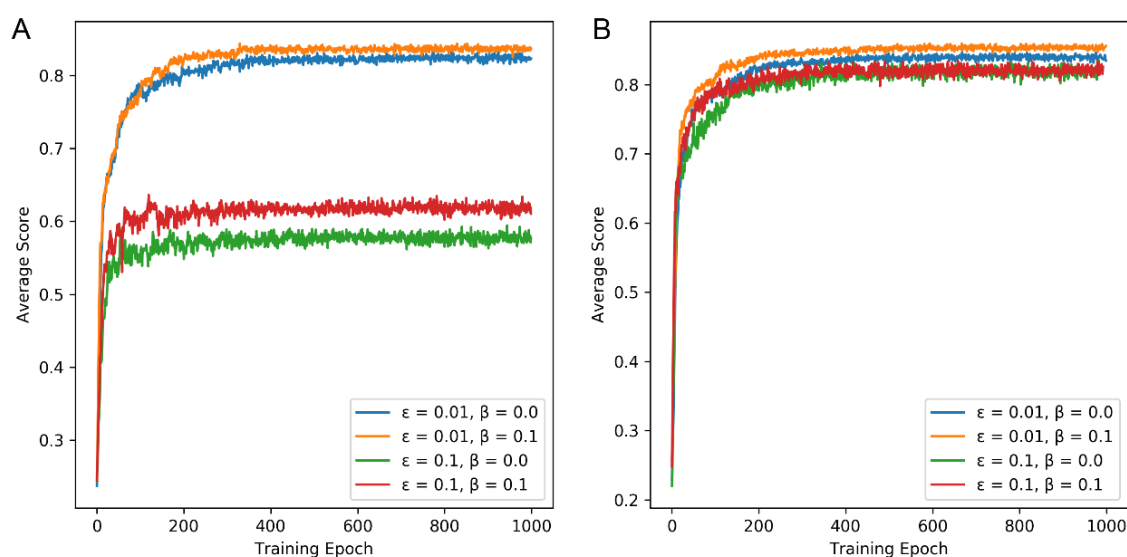 A
Average Score
0.8
0.7
0.6
0.5
0.4
0.3
0
200
400
600
800
1000
Training Epoch
ε = 0.01, β = 0.0
ε = 0.01, β = 0.1
ε = 0.1, β = 0.0
ε = 0.1, β = 0.1
B
Average Score
0.8
0.7
0.6
0.5
0.4
0.3
0.2
0
200
400
600
800
1000
Training Epoch
ε = 0.01, β = 0.0
ε = 0.01, β = 0.1
ε = 0.1, β = 0.0
ε = 0.1, β = 0.1